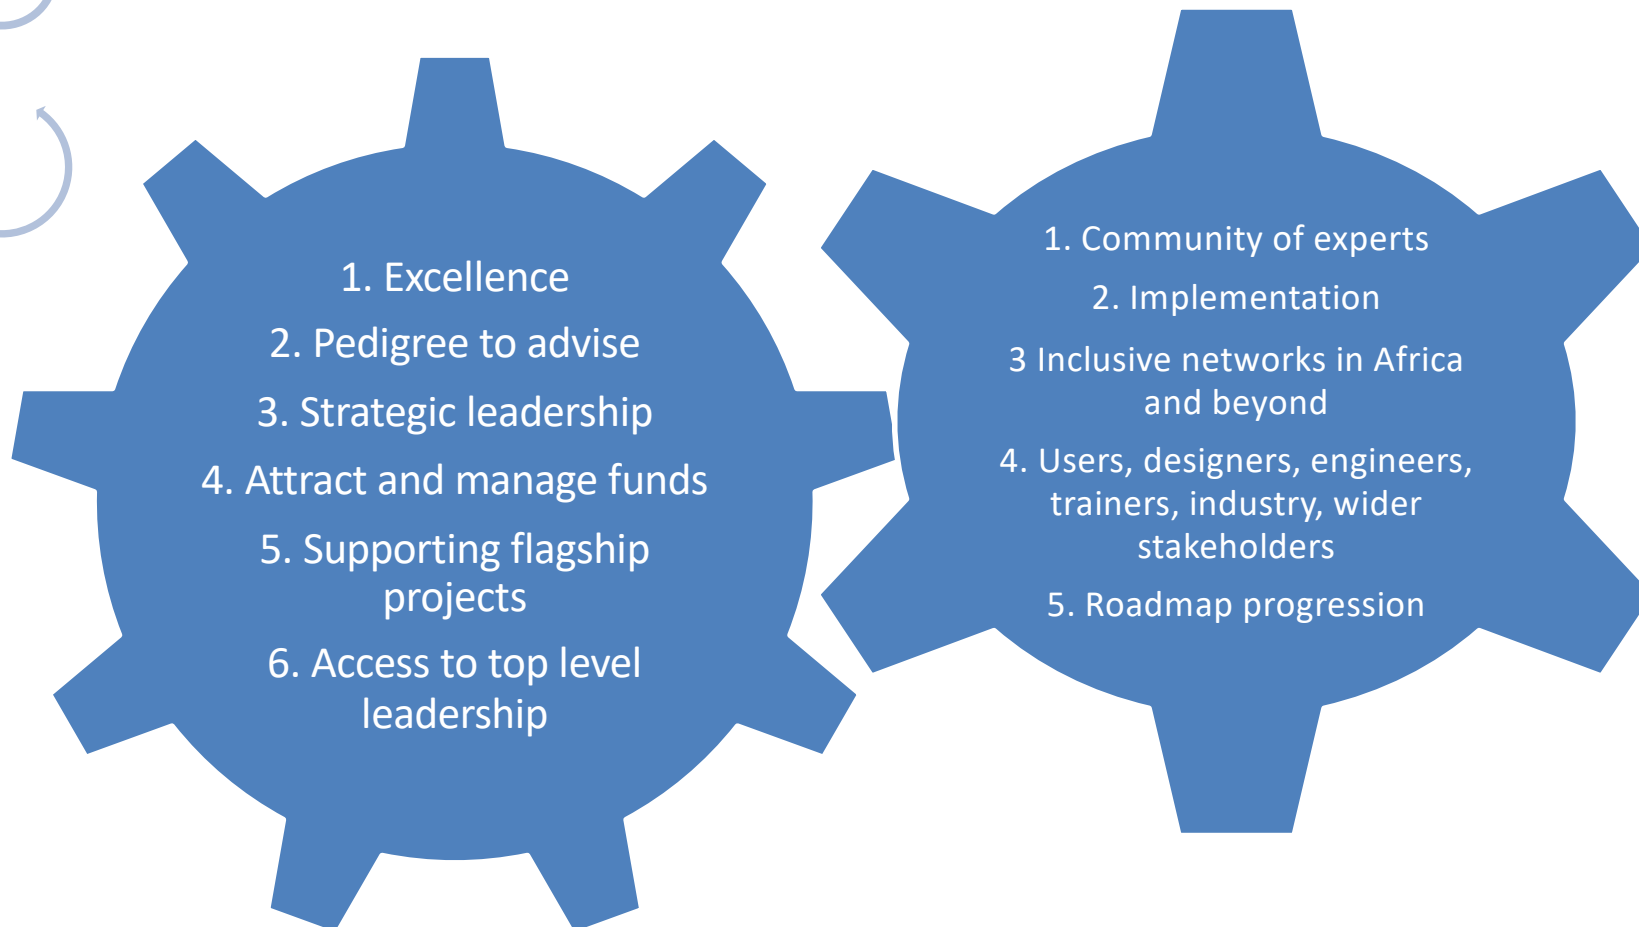 1. Excellence
2. Pedigree to advise
3. Strategic leadership
4. Attract and manage funds
5. Supporting flagship
projects
6. Access to top level
leadership
1. Community of experts
2. Implementation
3 Inclusive networks in Africa
and beyond
4. Users, designers, engineers,
trainers, industry, wider
stakeholders
5. Roadmap progression